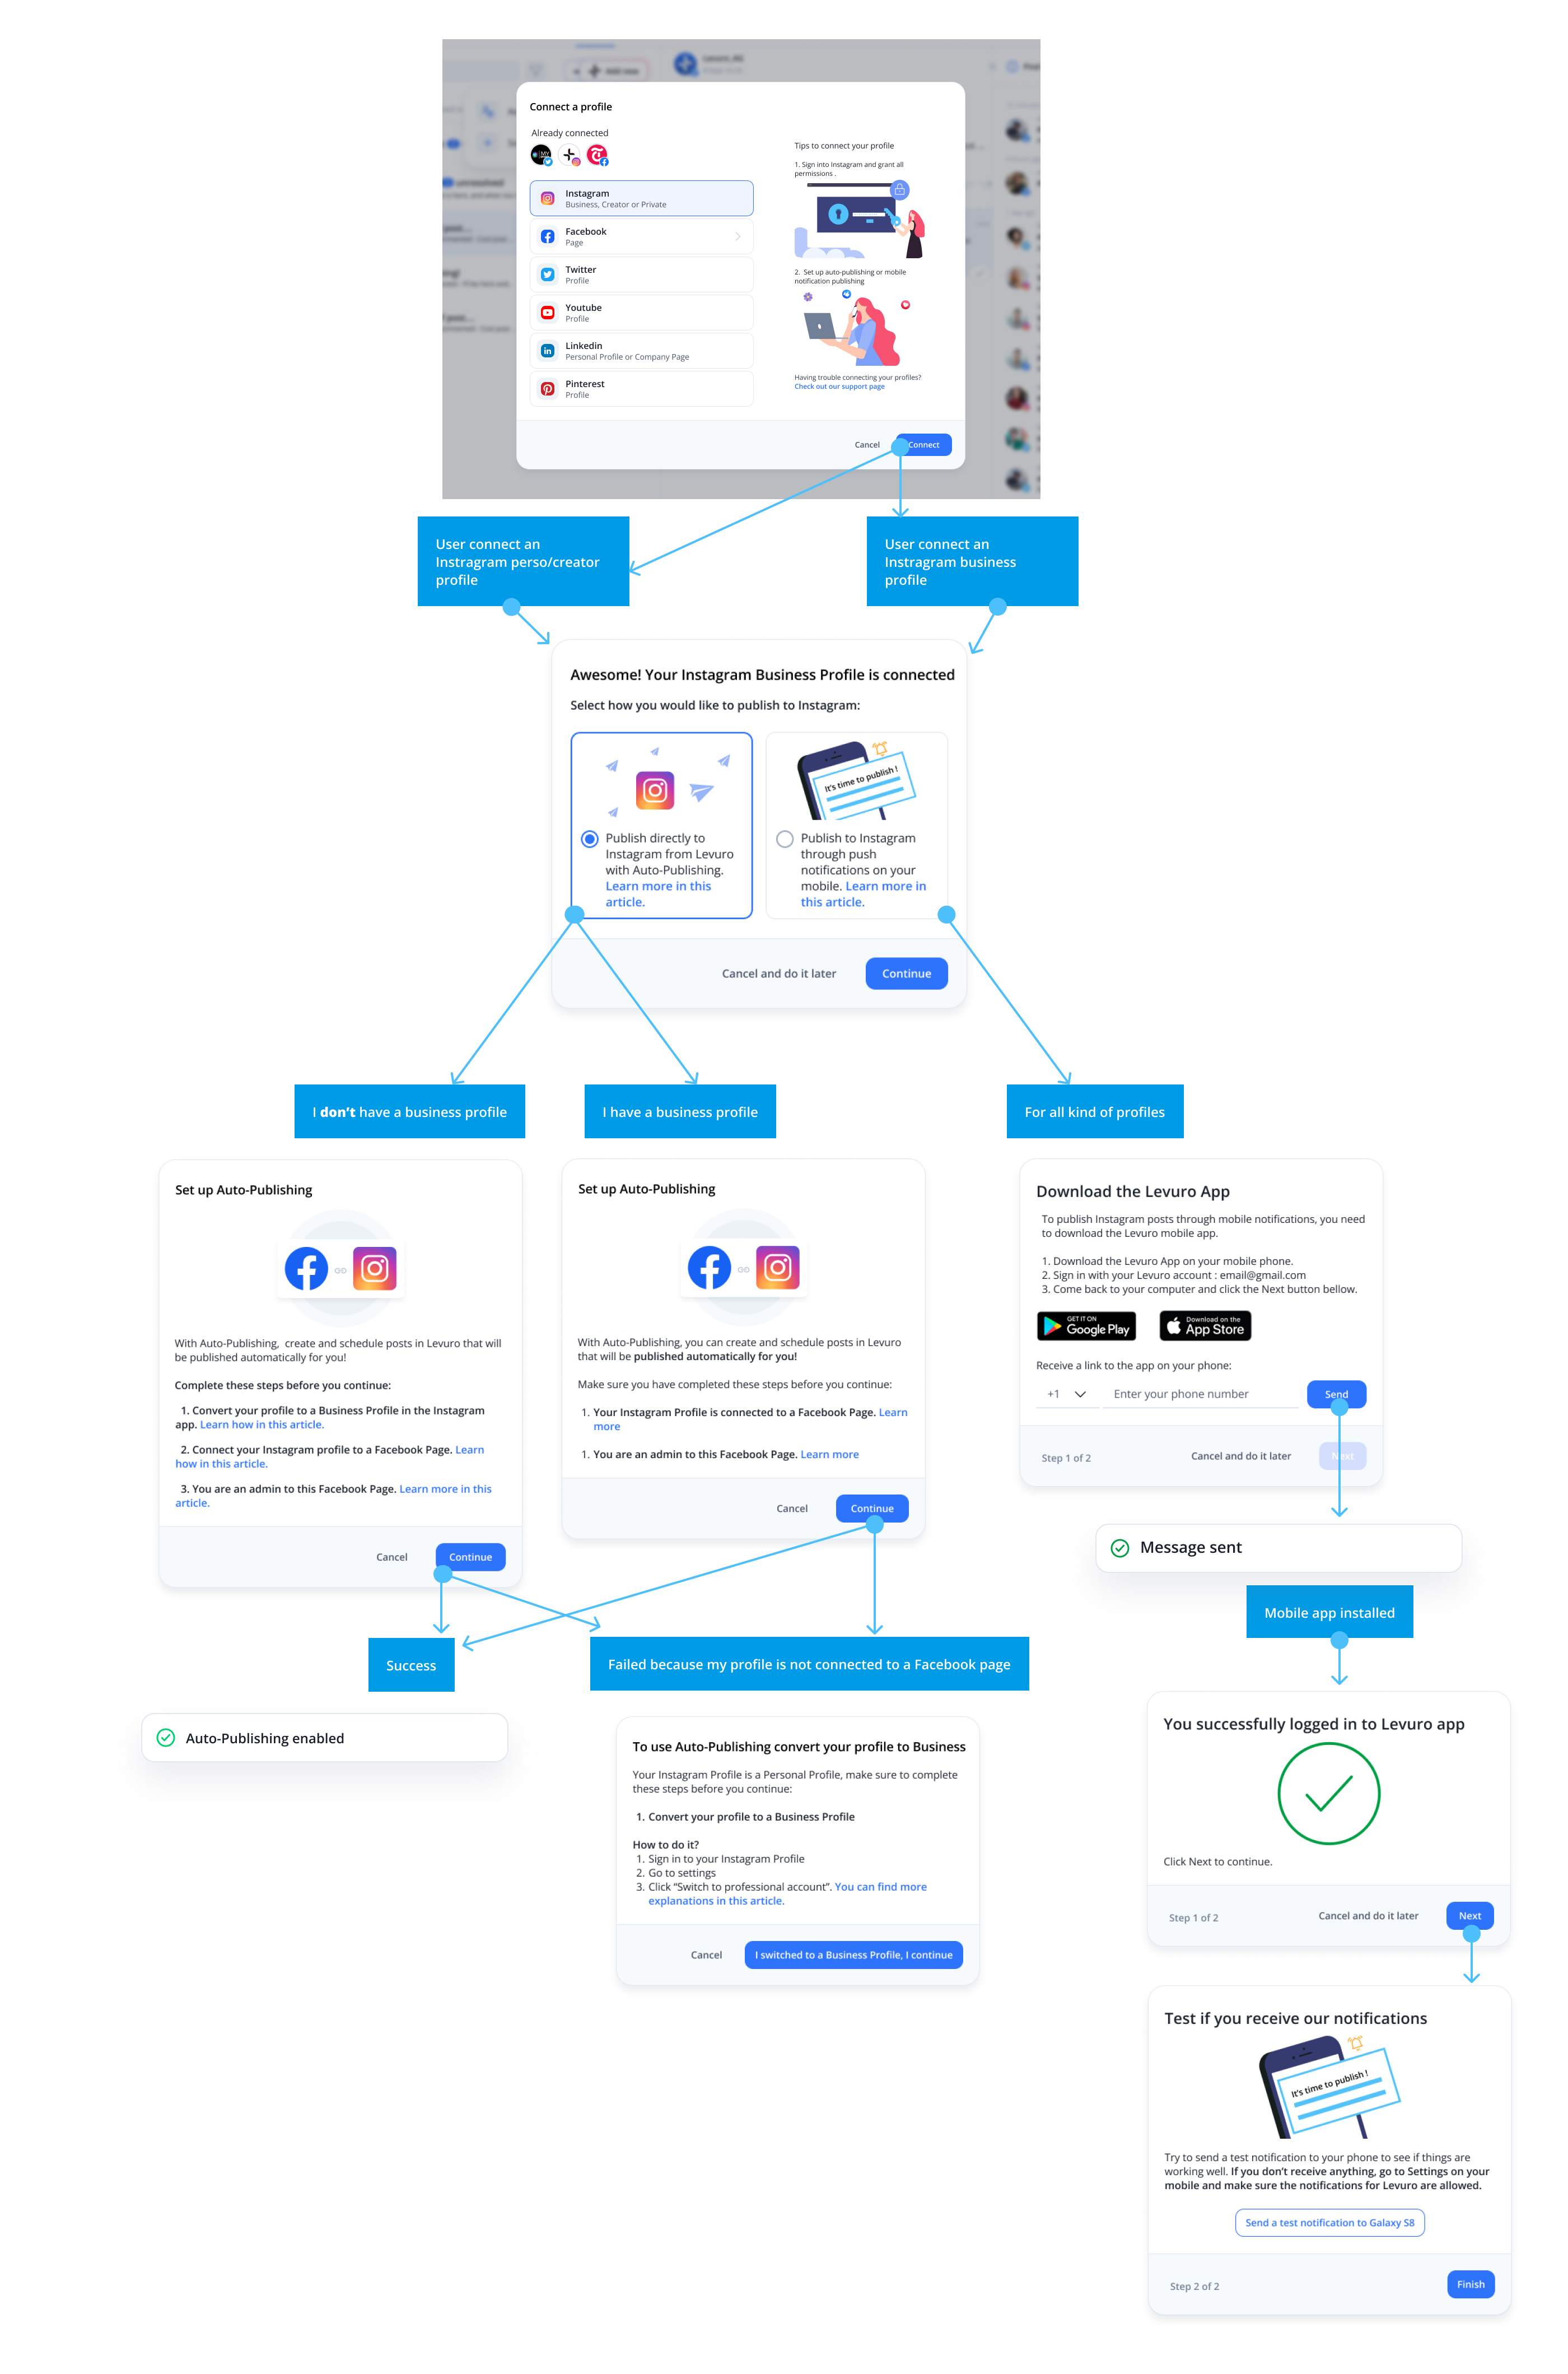 Levuro_AG
Add new
unresolved
Connect a profile
Already connected
MY
Instagram
Business, Creator or Private
Facebook
Page
Twitter
Profile
Youtube
Profile
Linkedin
Personal Profile or Company Page
Pinterest
Profile
Tips to connect your profile
1. Sign into Instagram and grant all
permissions .
2. Set up auto-publishing or mobile
notification publishing
Having trouble connecting your profiles?
Check out our support page
Cancel
Connect
User connect an
Instragram perso/creator
profile
User connect an
Instragram business
profile
Awesome! Your Instagram Business Profile is connected
Select how you would like to publish to Instagram:
Publish directly to
Instagram from Levuro
with Auto-Publishing.
Learn more in this
article.
It's time to publish !
Publish to Instagram
through push
notifications on your
mobile. Learn more in
this article.
Cancel and do it later
Continue
I don't have a business profile
I have a business profile
For all kind of profiles
Set up Auto-Publishing
With Auto-Publishing, create and schedule posts in Levuro that will
be published automatically for you!
Complete these steps before you continue:
1. Convert your profile to a Business Profile in the Instagram
app. Learn how in this article.
2. Connect your Instagram profile to a Facebook Page. Learn
how in this article.
3. You are an admin to this Facebook Page. Learn more in this
article.
Cancel
Continue
Set up Auto-Publishing
With Auto-Publishing, you can create and schedule posts in Levuro
that will be published automatically for you!
Make sure you have completed these steps before you continue:
1. Your Instagram Profile is connected to a Facebook Page. Learn
more
1. You are an admin to this Facebook Page. Learn more
Cancel
Continue
Download the Levuro App
To publish Instagram posts through mobile notifications, you need
to download the Levuro mobile app.
1. Download the Levuro App on your mobile phone.
2. Sign in with your Levuro account : email@gmail.com
3. Come back to your computer and click the Next button bellow.
GET IT ON
Google Play
Download on the
App Store
Receive a link to the app on your phone:
+1
Enter your phone number
Send
Step 1 of 2
Cancel and do it later
Next
Message sent
Mobile app installed
Success
Failed because my profile is not connected to a Facebook page
Auto-Publishing enabled
To use Auto-Publishing convert your profile to Business
Your Instagram Profile is a Personal Profile, make sure to complete
these steps before you continue:
1. Convert your profile to a Business Profile
How to do it?
1. Sign in to your Instagram Profile
2. Go to settings
3. Click “Switch to professional account”. You can find more
explanations in this article.
Cancel
I switched to a Business Profile, I continue
You successfully logged in to Levuro app
Click Next to continue.
Step 1 of 2
Cancel and do it later
Next
Test if you receive our notifications
It's time to publish !
Try to send a test notification to your phone to see if things are
working well. If you don't receive anything, go to Settings on your
mobile and make sure the notifications for Levuro are allowed.
Send a test notification to Galaxy S8
Step 2 of 2
Finish